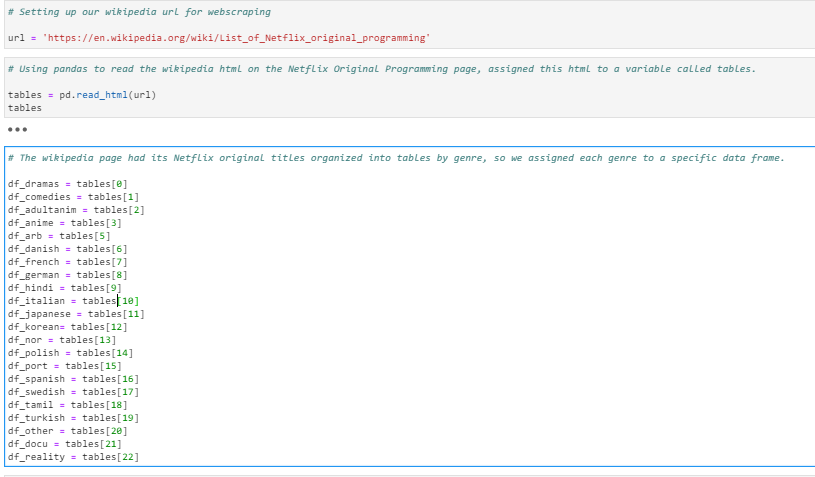 # Setting up our wikipedia url for webscraping
url = 'https://en.wikipedia.org/wiki/List_of_Netflix_original_programming'
# Using pandas to read the wikipedia html on the Netflix Original Programming page, assigned this html to a variable called tables.
tables = pd.read_html(url)
tables
# The wikipedia page had its Netflix original titles organized into tables by genre, so we assigned each genre to a specific data frame.
df_dramas = tables[0]
df_comedies = tables[1]
df_adultanim = tables[2]
df_anime = tables[3]
df_arb = tables[5]
df_danish = tables[6]
df_french = tables[7]
df_german = tables[8]
df_hindi = tables[9]
df_italian = tables[10]
df_japanese = tables[11]
df_korean= tables[12]
df_nor = tables[13]
df_polish = tables[14]
df_port = tables[15]
df_spanish = tables[16]
df_swedish = tables[17]
df_tamil = tables[18]
df_turkish = tables[19]
df_other = tables[20]
df_docu = tables[21]
df_reality = tables[22]